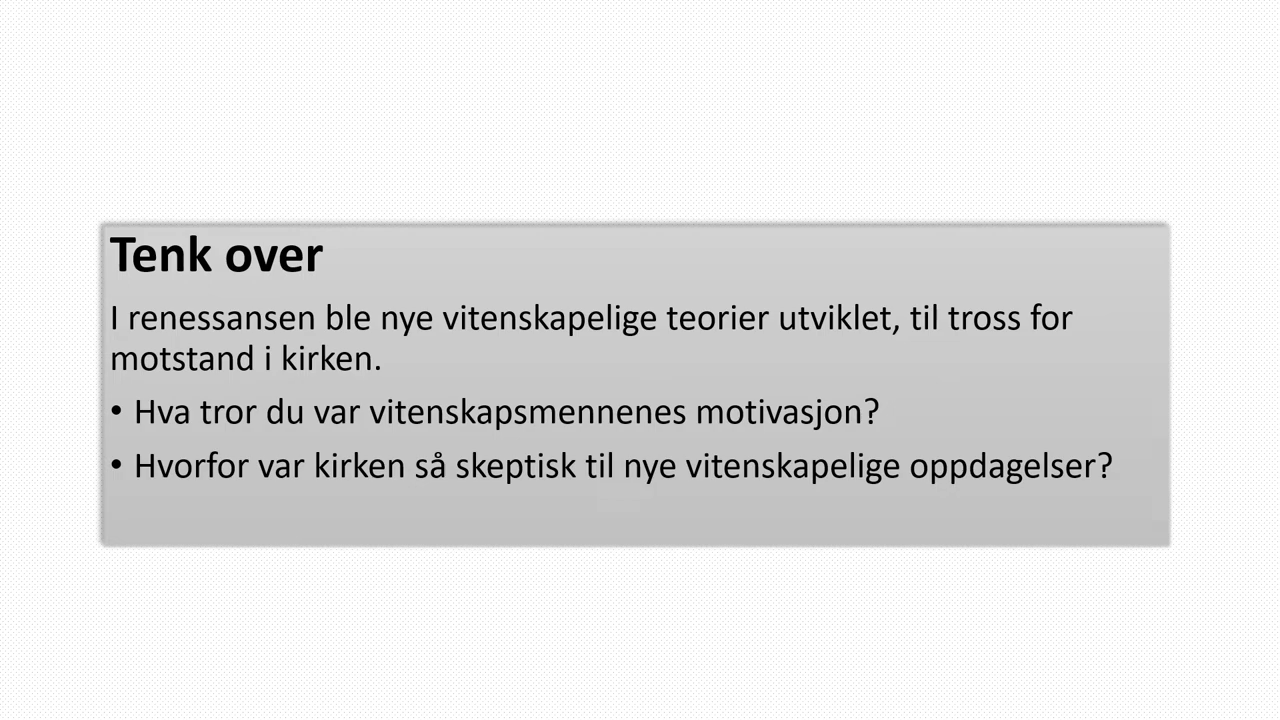 Tenk over
I renessansen ble nye vitenskapelige teorier utviklet, til tross for
motstand i kirken.
• Hva tror du var vitenskapsmennenes motivasjon?
• Hvorfor var kirken så skeptisk til nye vitenskapelige oppdagelser?